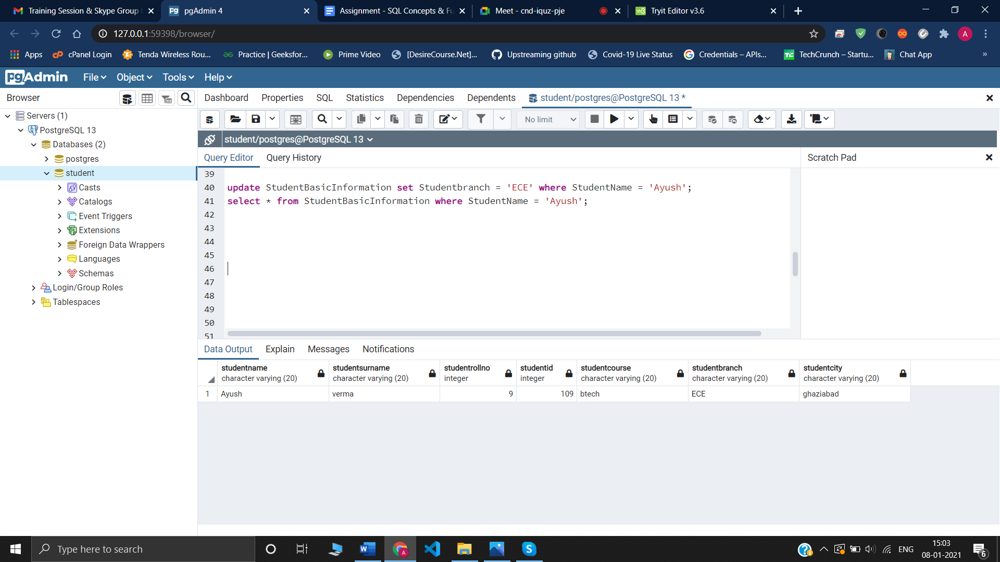 Training Session & Skype Group
pgAdmin 4
Assignment - SQL Concepts & Fu
Meet - cnd-iquz-pje
Tryit Editor v3.6
127.0.0.1:59398/browser/
A
Apps
cPanel Login
Tenda Wireless Rou...
Practice | Geeksfor...
Prime Video
[DesireCourse.Net]...
Upstreaming github
Covid-19 Live Status
Credentials – APIs...
TechCrunch – Startu...
Chat App
»
pgAdmin
File
Object
Tools
Help
Browser
Dashboard
Properties
SQL
Statistics
Dependencies
Dependents
student/postgres@PostgreSQL 13 *
Servers (1)
PostgreSQL 13
Databases (2)
postgres
student
Casts
Catalogs
Event Triggers
Extensions
Foreign Data Wrappers
Languages
Schemas
Login/Group Roles
Tablespaces
No limit
student/postgres@PostgreSQL 13
Query Editor
Query History
Scratch Pad
39
40 update StudentBasicInformation set Studentbranch = 'ECE' where StudentName = 'Ayush';
41 select * from StudentBasicInformation where StudentName = 'Ayush';
42
43
44
45
46
47
48
49
50
51
Data Output
Explain
Messages
Notifications
studentname
character varying (20)
studentsurname
character varying (20)
studentrollno
integer
studentid
integer
studentcourse
character varying (20)
studentbranch
character varying (20)
studentcity
character varying (20)
1 Ayush verma 9 109 btech ECE ghaziabad
Type here to search
ENG
15:03
08-01-2021
6